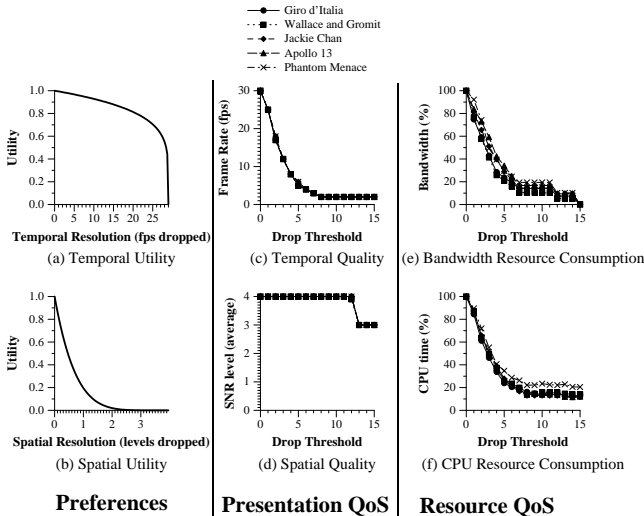 Giro d'Italia
Wallace and Gromit
Jackie Chan
Apollo 13
Phantom Menace
1.0
0.8
0.6
0.4
0.2
0.0
Utility
0 5 10 15 20 25
Temporal Resolution (fps dropped)
(a) Temporal Utility
30
20
10
0
Frame Rate (fps)
0 5 10 15
Drop Threshold
(c) Temporal Quality
100
80
60
40
20
0
Bandwidth (%)
0 5 10 15
Drop Threshold
(e) Bandwidth Resource Consumption
1.0
0.8
0.6
0.4
0.2
0.0
Utility
0 1 2 3
Spatial Resolution (levels dropped)
(b) Spatial Utility
4
3
2
1
0
SNR level (average)
0 5 10 15
Drop Threshold
(d) Spatial Quality
100
80
60
40
20
0
CPU time (%)
0 5 10 15
Drop Threshold
(f) CPU Resource Consumption
Preferences
Presentation QoS
Resource QoS